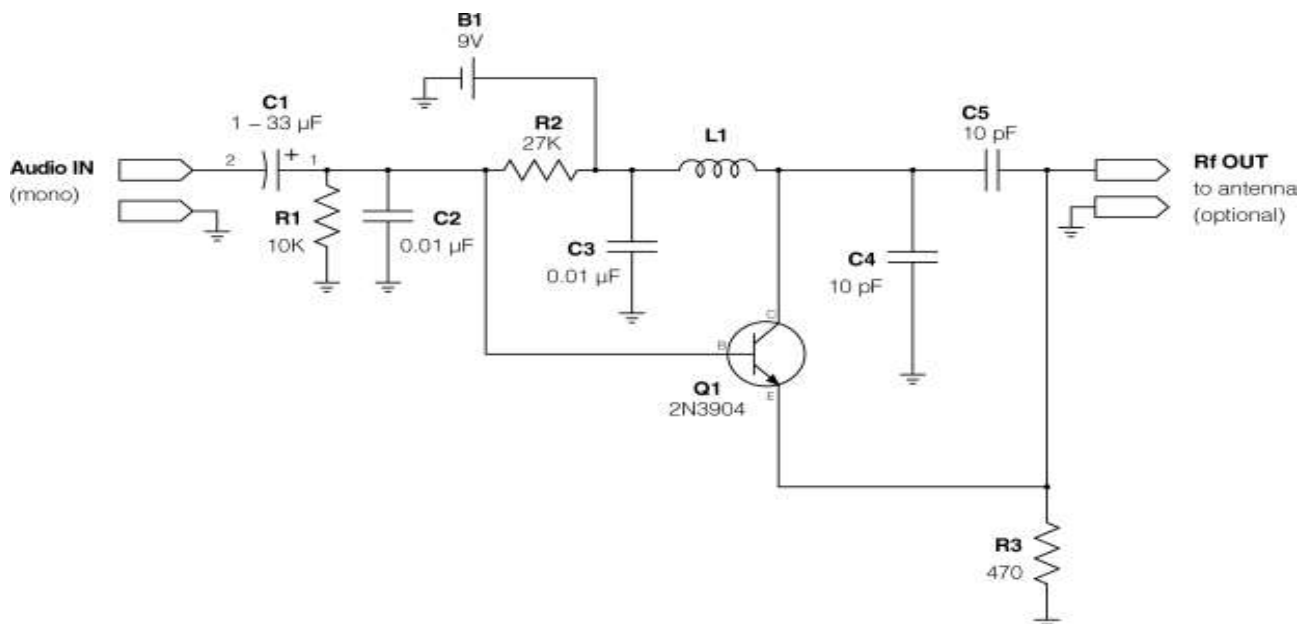 B1
9V
C1
1 – 33 µF
Audio IN
(mono)
2
+
1
R1
10K
C2
0.01 µF
R2
27K
C3
0.01 µF
L1
C
B
E
Q1
2N3904
C4
10 pF
C5
10 pF
Rf OUT
to antenna
(optional)
R3
470